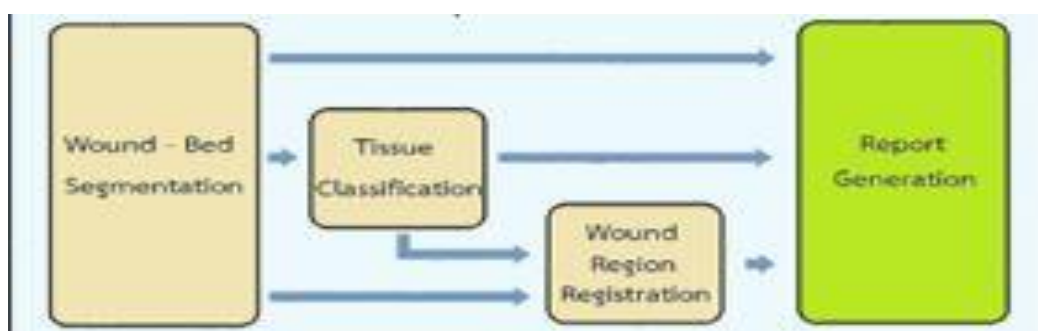 Wound - Bed
Segmentation
Tissue
Classification
Wound
Region
Registration
Report
Generation